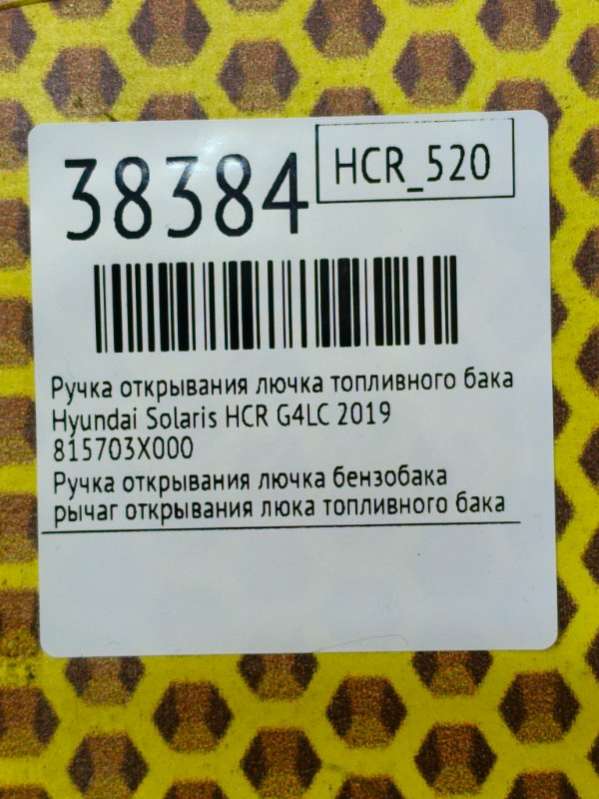 38384
HCR_520
Ручка открывания лючка топливного бака
Hyundai Solaris HCR G4LC 2019
815703X000
Ручка открывания лючка бензобака
рычаг открывания люка топливного бака